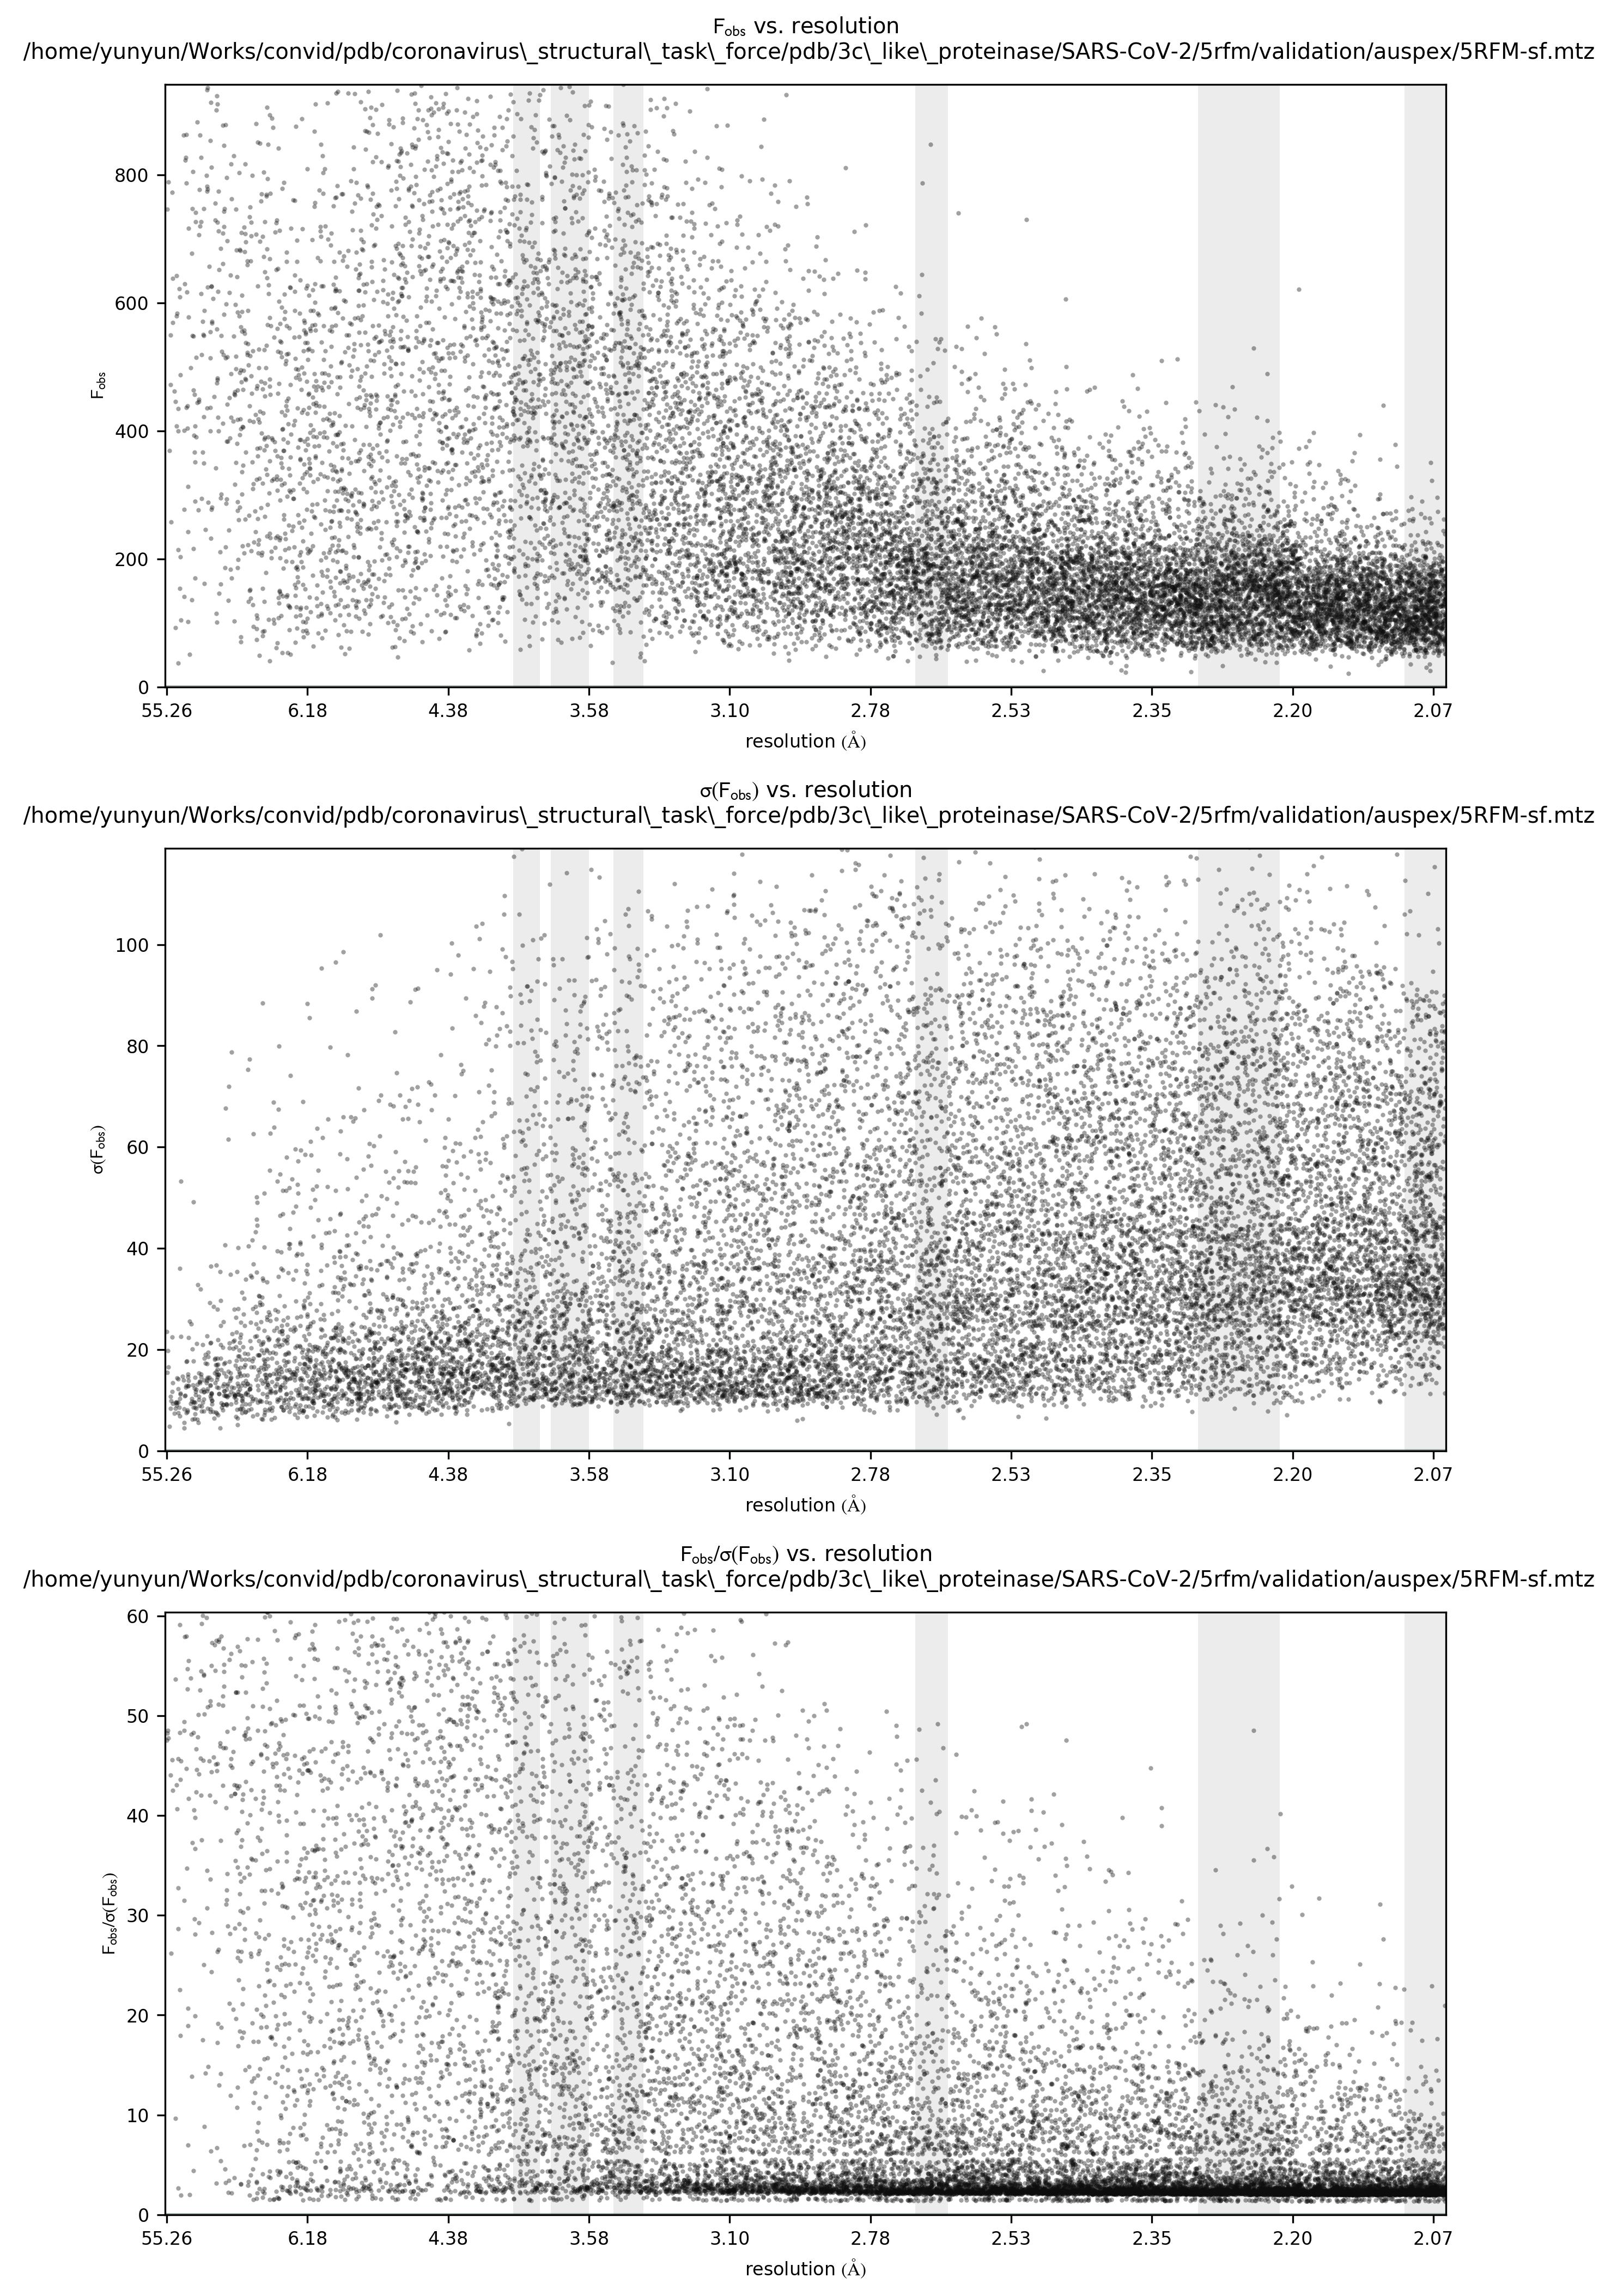 Fobs vs. resolution
/home/yunyun/Works/convid/pdb/coronavirus\_structural\_task\_force/pdb/3c\_like\_proteinase/SARS-CoV-2/5rfm/validation/auspex/5RFM-sf.mtz
800
600
Fobs
400
200
0
55.26 6.18 4.38 3.58 3.10 2.78 2.53 2.35 2.20 2.07
resolution (Å)
σ(Fobs) vs. resolution
/home/yunyun/Works/convid/pdb/coronavirus\_structural\_task\_force/pdb/3c\_like\_proteinase/SARS-CoV-2/5rfm/validation/auspex/5RFM-sf.mtz
100
80
60
σ(Fobs)
40
20
0
55.26 6.18 4.38 3.58 3.10 2.78 2.53 2.35 2.20 2.07
resolution (Å)
Fobs/σ(Fobs) vs. resolution
/home/yunyun/Works/convid/pdb/coronavirus\_structural\_task\_force/pdb/3c\_like\_proteinase/SARS-CoV-2/5rfm/validation/auspex/5RFM-sf.mtz
60
50
40
30
Fobs/σ(Fobs)
20
10
0
55.26 6.18 4.38 3.58 3.10 2.78 2.53 2.35 2.20 2.07
resolution (Å)